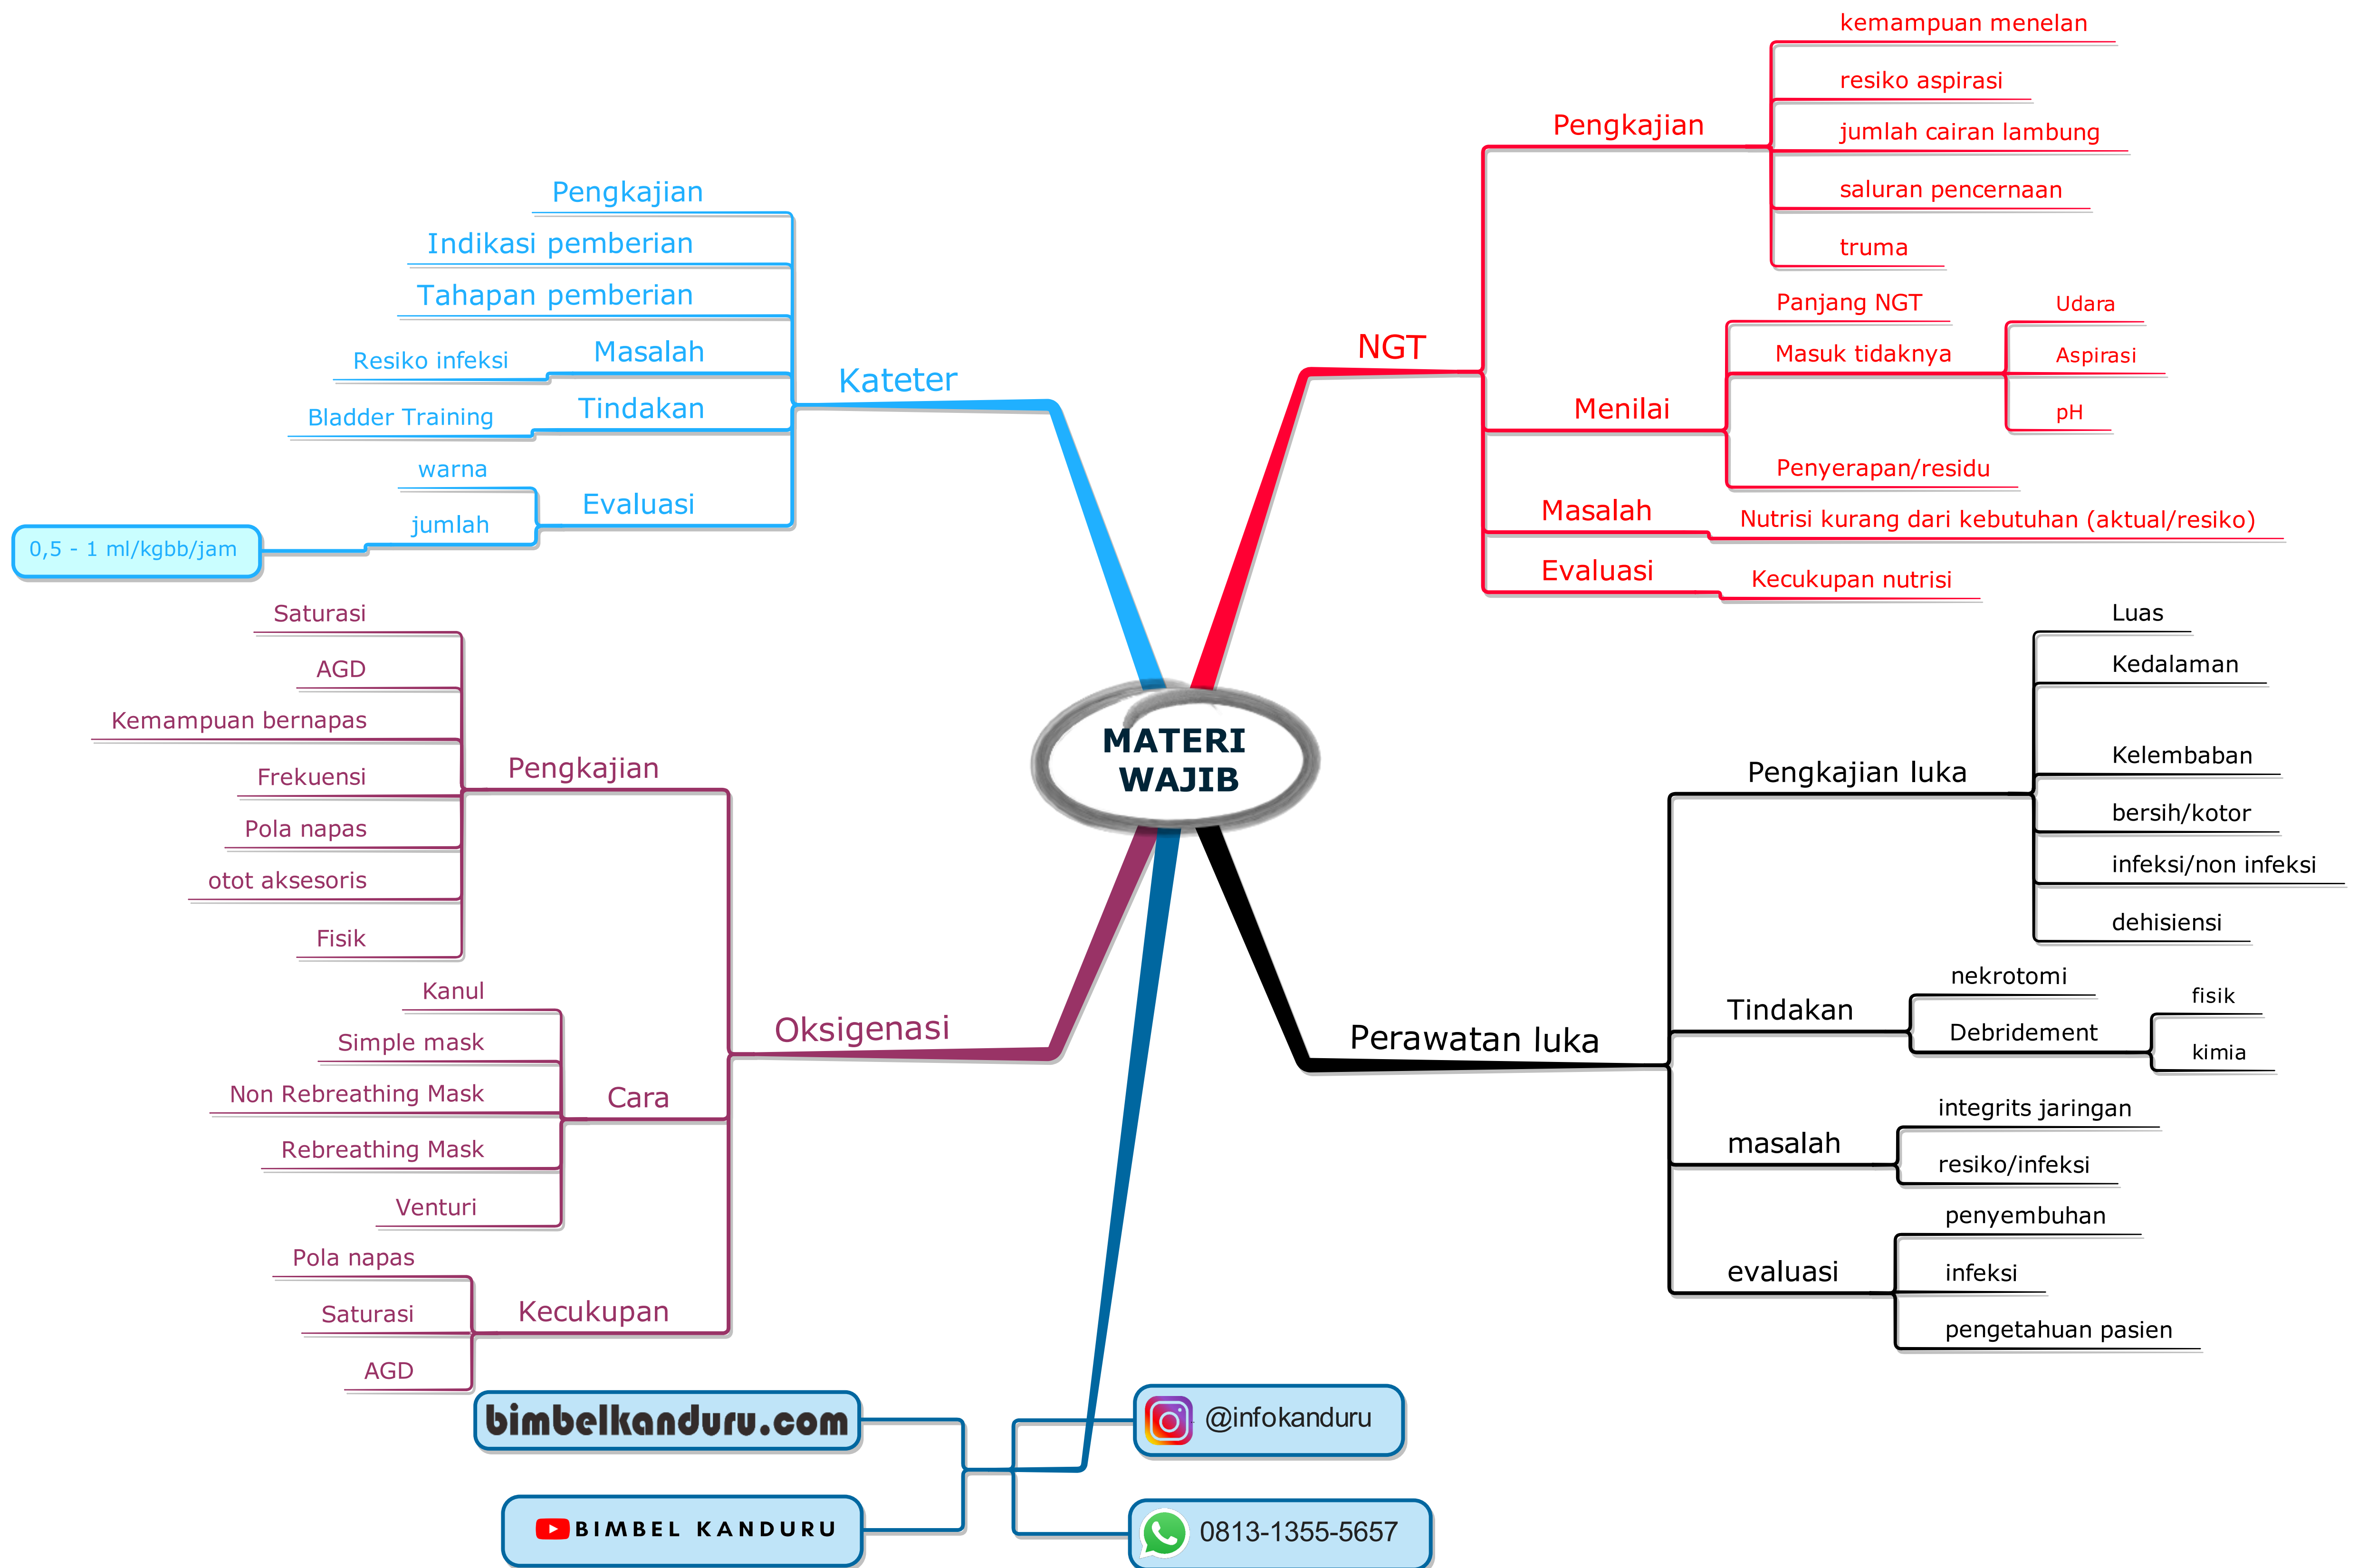 MATERI
WAJIB
NGT
Pengkajian
kemampuan menelan
resiko aspirasi
jumlah cairan lambung
saluran pencernaan
truma
Menilai
Panjang NGT
Masuk tidaknya
Udara
Aspirasi
pH
Penyerapan/residu
Masalah
Nutrisi kurang dari kebutuhan (aktual/resiko)
Evaluasi
Kecukupan nutrisi
Perawatan luka
Pengkajian luka
Luas
Kedalaman
Kelembaban
bersih/kotor
infeksi/non infeksi
dehisiensi
Tindakan
nekrotomi
Debridement
fisik
kimia
masalah
integrits jaringan
resiko/infeksi
evaluasi
penyembuhan
infeksi
pengetahuan pasien
Kateter
Pengkajian
Indikasi pemberian
Tahapan pemberian
Masalah
Resiko infeksi
Tindakan
Bladder Training
Evaluasi
warna
jumlah
0,5 - 1 ml/kgbb/jam
Oksigenasi
Pengkajian
Saturasi
AGD
Kemampuan bernapas
Frekuensi
Pola napas
otot aksesoris
Fisik
Cara
Kanul
Simple mask
Non Rebreathing Mask
Rebreathing Mask
Venturi
Kecukupan
Pola napas
Saturasi
AGD
bimbelkanduru.com
BIMBEL KANDURU
@infokanduru
0813-1355-5657